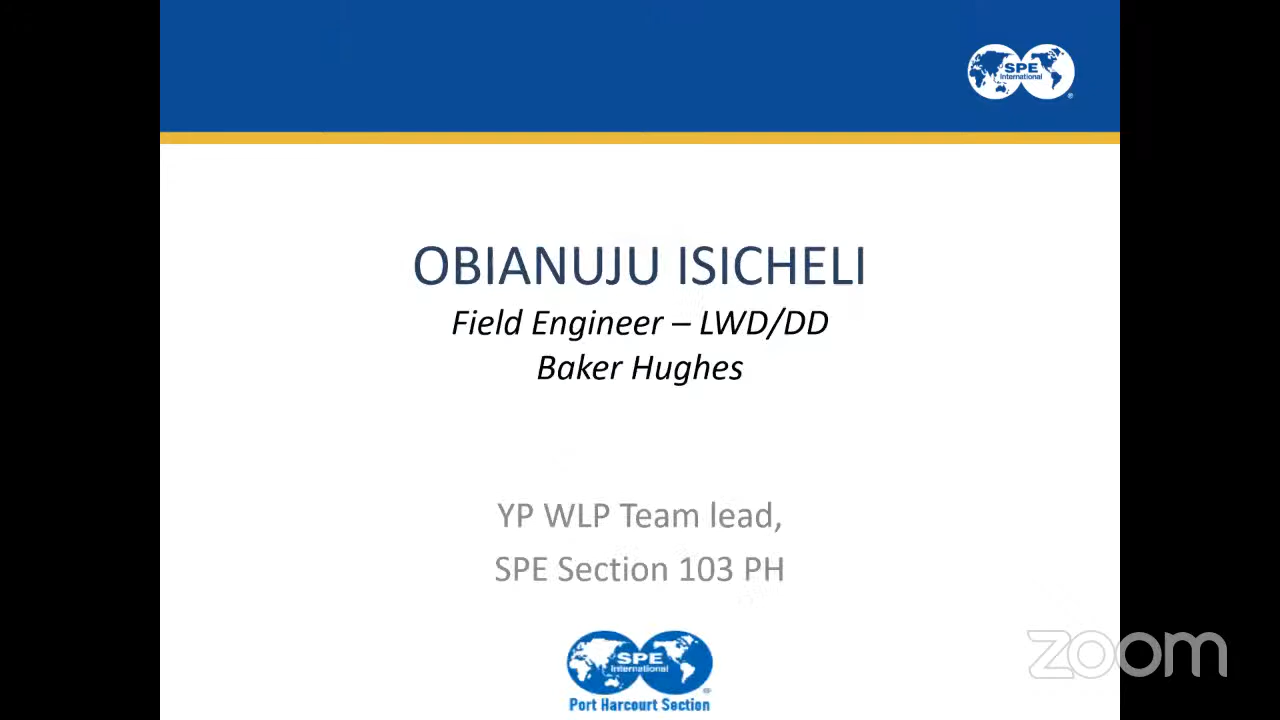 SPE
International
OBIANUJU ISICHELI
Field Engineer – LWD/DD
Baker Hughes
YP WLP Team lead,
SPE Section 103 PH
SPE
International
Port Harcourt Section
zoom